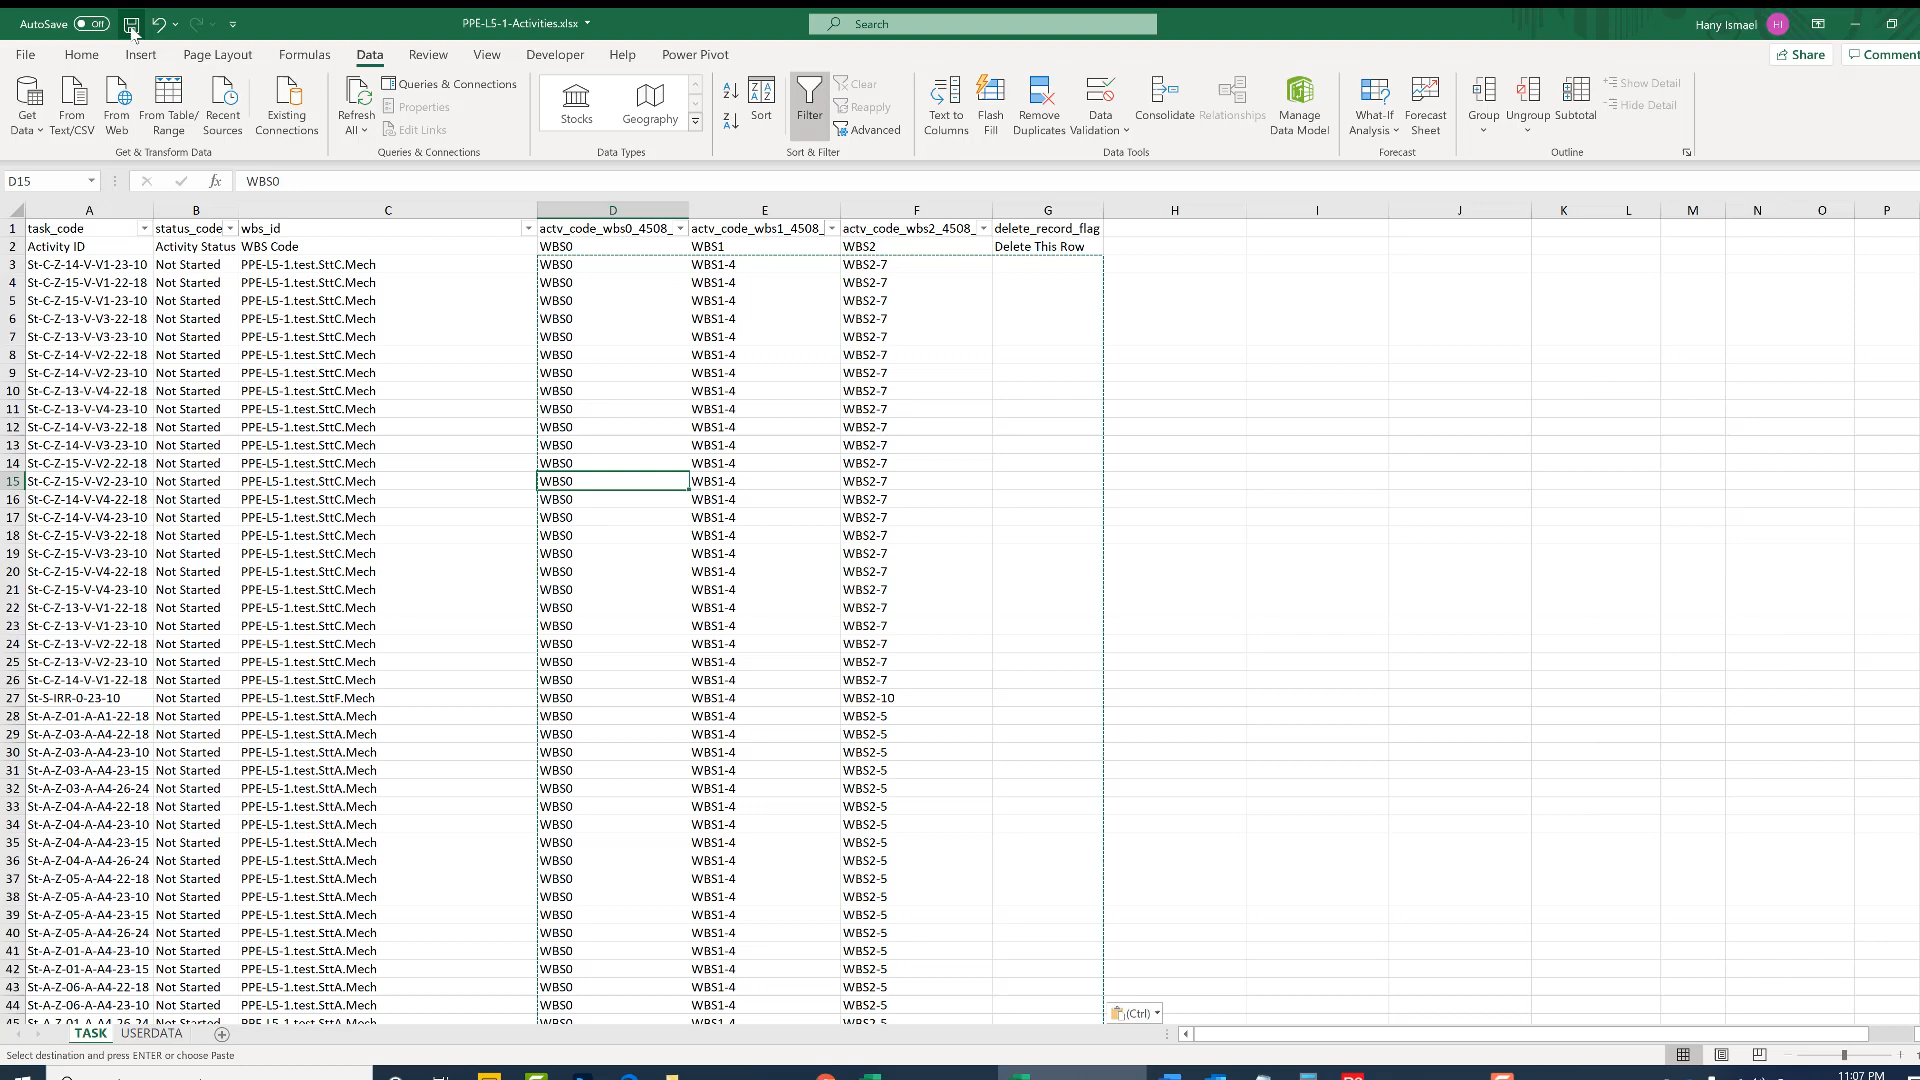 AutoSave Off PPE-L5-1-Activities.xlsx Search Hany Ismael HI
File Home Insert Page Layout Formulas Data Review View Developer Help Power Pivot Share Comment
Get Data From Text/CSV From Web From Table/ Range Recent Sources Existing Connections Refresh All Queries & Connections Properties Edit Links Stocks Geography Sort Filter Clear Reapply Advanced Text to Columns Flash Fill Remove Duplicates Data Validation Consolidate Relationships Manage Data Model What-If Analysis Forecast Sheet Group Ungroup Subtotal Show Detail Hide Detail
Get & Transform Data Queries & Connections Data Types Sort & Filter Data Tools Forecast Outline
D15 fx WBS0
A B C D E F G H I J K L M N O P
1 task_code status_code wbs_id actv_code_wbs0_4508_ actv_code_wbs1_4508_ actv_code_wbs2_4508_ delete_record_flag
2 Activity ID Activity Status WBS Code WBS0 WBS1 WBS2 Delete This Row
3 St-C-Z-14-V-V1-23-10 Not Started PPE-L5-1.test.SttC.Mech WBS0 WBS1-4 WBS2-7
4 St-C-Z-15-V-V1-22-18 Not Started PPE-L5-1.test.SttC.Mech WBS0 WBS1-4 WBS2-7
5 St-C-Z-15-V-V1-23-10 Not Started PPE-L5-1.test.SttC.Mech WBS0 WBS1-4 WBS2-7
6 St-C-Z-13-V-V3-22-18 Not Started PPE-L5-1.test.SttC.Mech WBS0 WBS1-4 WBS2-7
7 St-C-Z-13-V-V3-23-10 Not Started PPE-L5-1.test.SttC.Mech WBS0 WBS1-4 WBS2-7
8 St-C-Z-14-V-V2-22-18 Not Started PPE-L5-1.test.SttC.Mech WBS0 WBS1-4 WBS2-7
9 St-C-Z-14-V-V2-23-10 Not Started PPE-L5-1.test.SttC.Mech WBS0 WBS1-4 WBS2-7
10 St-C-Z-13-V-V4-22-18 Not Started PPE-L5-1.test.SttC.Mech WBS0 WBS1-4 WBS2-7
11 St-C-Z-13-V-V4-23-10 Not Started PPE-L5-1.test.SttC.Mech WBS0 WBS1-4 WBS2-7
12 St-C-Z-14-V-V3-22-18 Not Started PPE-L5-1.test.SttC.Mech WBS0 WBS1-4 WBS2-7
13 St-C-Z-14-V-V3-23-10 Not Started PPE-L5-1.test.SttC.Mech WBS0 WBS1-4 WBS2-7
14 St-C-Z-15-V-V2-22-18 Not Started PPE-L5-1.test.SttC.Mech WBS0 WBS1-4 WBS2-7
15 St-C-Z-15-V-V2-23-10 Not Started PPE-L5-1.test.SttC.Mech WBS0 WBS1-4 WBS2-7
16 St-C-Z-14-V-V4-22-18 Not Started PPE-L5-1.test.SttC.Mech WBS0 WBS1-4 WBS2-7
17 St-C-Z-14-V-V4-23-10 Not Started PPE-L5-1.test.SttC.Mech WBS0 WBS1-4 WBS2-7
18 St-C-Z-15-V-V3-22-18 Not Started PPE-L5-1.test.SttC.Mech WBS0 WBS1-4 WBS2-7
19 St-C-Z-15-V-V3-23-10 Not Started PPE-L5-1.test.SttC.Mech WBS0 WBS1-4 WBS2-7
20 St-C-Z-15-V-V4-22-18 Not Started PPE-L5-1.test.SttC.Mech WBS0 WBS1-4 WBS2-7
21 St-C-Z-15-V-V4-23-10 Not Started PPE-L5-1.test.SttC.Mech WBS0 WBS1-4 WBS2-7
22 St-C-Z-13-V-V1-22-18 Not Started PPE-L5-1.test.SttC.Mech WBS0 WBS1-4 WBS2-7
23 St-C-Z-13-V-V1-23-10 Not Started PPE-L5-1.test.SttC.Mech WBS0 WBS1-4 WBS2-7
24 St-C-Z-13-V-V2-22-18 Not Started PPE-L5-1.test.SttC.Mech WBS0 WBS1-4 WBS2-7
25 St-C-Z-13-V-V2-23-10 Not Started PPE-L5-1.test.SttC.Mech WBS0 WBS1-4 WBS2-7
26 St-C-Z-14-V-V1-22-18 Not Started PPE-L5-1.test.SttC.Mech WBS0 WBS1-4 WBS2-7
27 St-S-IRR-0-23-10 Not Started PPE-L5-1.test.SttF.Mech WBS0 WBS1-4 WBS2-10
28 St-A-Z-01-A-A1-22-18 Not Started PPE-L5-1.test.SttA.Mech WBS0 WBS1-4 WBS2-5
29 St-A-Z-03-A-A4-22-18 Not Started PPE-L5-1.test.SttA.Mech WBS0 WBS1-4 WBS2-5
30 St-A-Z-03-A-A4-23-10 Not Started PPE-L5-1.test.SttA.Mech WBS0 WBS1-4 WBS2-5
31 St-A-Z-03-A-A4-23-15 Not Started PPE-L5-1.test.SttA.Mech WBS0 WBS1-4 WBS2-5
32 St-A-Z-03-A-A4-26-24 Not Started PPE-L5-1.test.SttA.Mech WBS0 WBS1-4 WBS2-5
33 St-A-Z-04-A-A4-22-18 Not Started PPE-L5-1.test.SttA.Mech WBS0 WBS1-4 WBS2-5
34 St-A-Z-04-A-A4-23-10 Not Started PPE-L5-1.test.SttA.Mech WBS0 WBS1-4 WBS2-5
35 St-A-Z-04-A-A4-23-15 Not Started PPE-L5-1.test.SttA.Mech WBS0 WBS1-4 WBS2-5
36 St-A-Z-04-A-A4-26-24 Not Started PPE-L5-1.test.SttA.Mech WBS0 WBS1-4 WBS2-5
37 St-A-Z-05-A-A4-22-18 Not Started PPE-L5-1.test.SttA.Mech WBS0 WBS1-4 WBS2-5
38 St-A-Z-05-A-A4-23-10 Not Started PPE-L5-1.test.SttA.Mech WBS0 WBS1-4 WBS2-5
39 St-A-Z-05-A-A4-23-15 Not Started PPE-L5-1.test.SttA.Mech WBS0 WBS1-4 WBS2-5
40 St-A-Z-05-A-A4-26-24 Not Started PPE-L5-1.test.SttA.Mech WBS0 WBS1-4 WBS2-5
41 St-A-Z-01-A-A4-23-10 Not Started PPE-L5-1.test.SttA.Mech WBS0 WBS1-4 WBS2-5
42 St-A-Z-01-A-A4-23-15 Not Started PPE-L5-1.test.SttA.Mech WBS0 WBS1-4 WBS2-5
43 St-A-Z-06-A-A4-22-18 Not Started PPE-L5-1.test.SttA.Mech WBS0 WBS1-4 WBS2-5
44 St-A-Z-06-A-A4-23-10 Not Started PPE-L5-1.test.SttA.Mech WBS0 WBS1-4 WBS2-5
(Ctrl)
TASK USERDATA
Select destination and press ENTER or choose Paste
11:07 PM